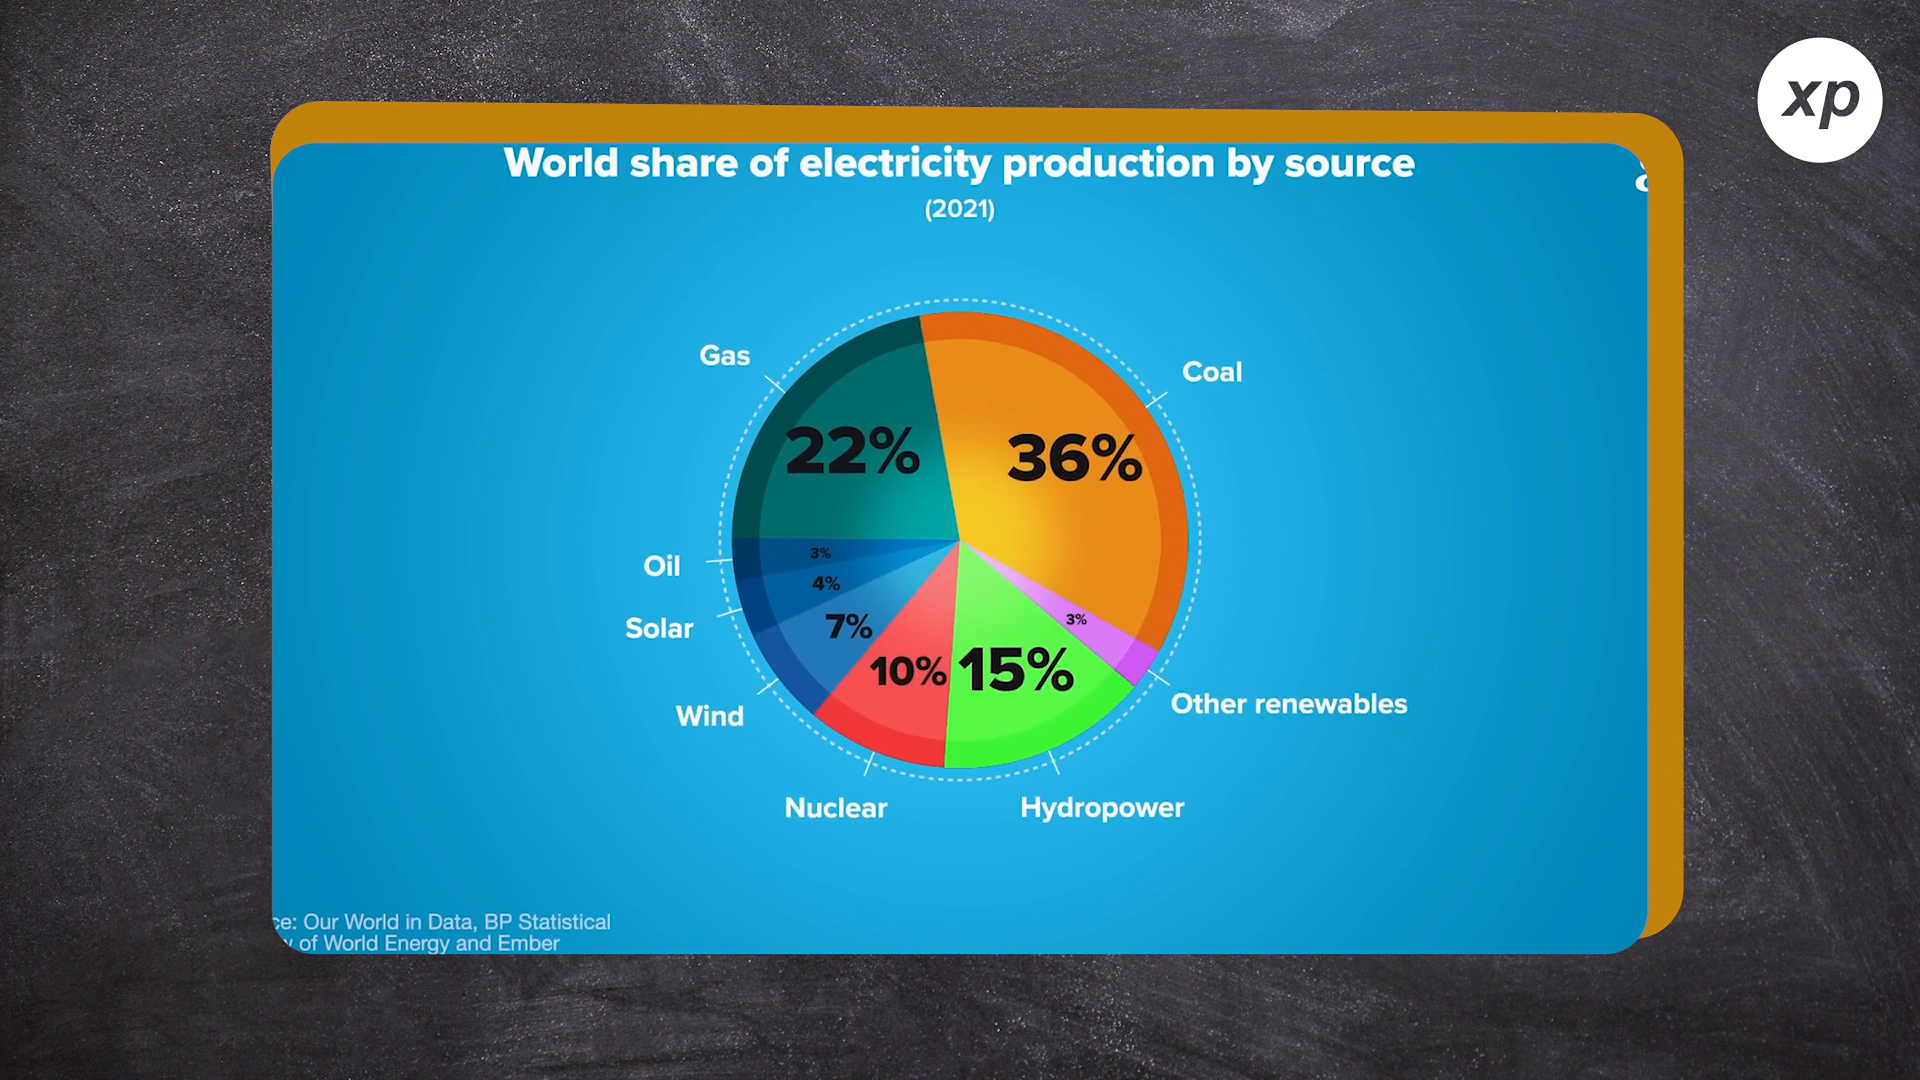 xp
World share of electricity production by source
(2021)
Gas
Coal
22%
36%
Oil
3%
Solar
4%
7%
3%
Wind
10%
15%
Other renewables
Nuclear
Hydropower
Our World in Data, BP Statistical
of World Energy and Ember